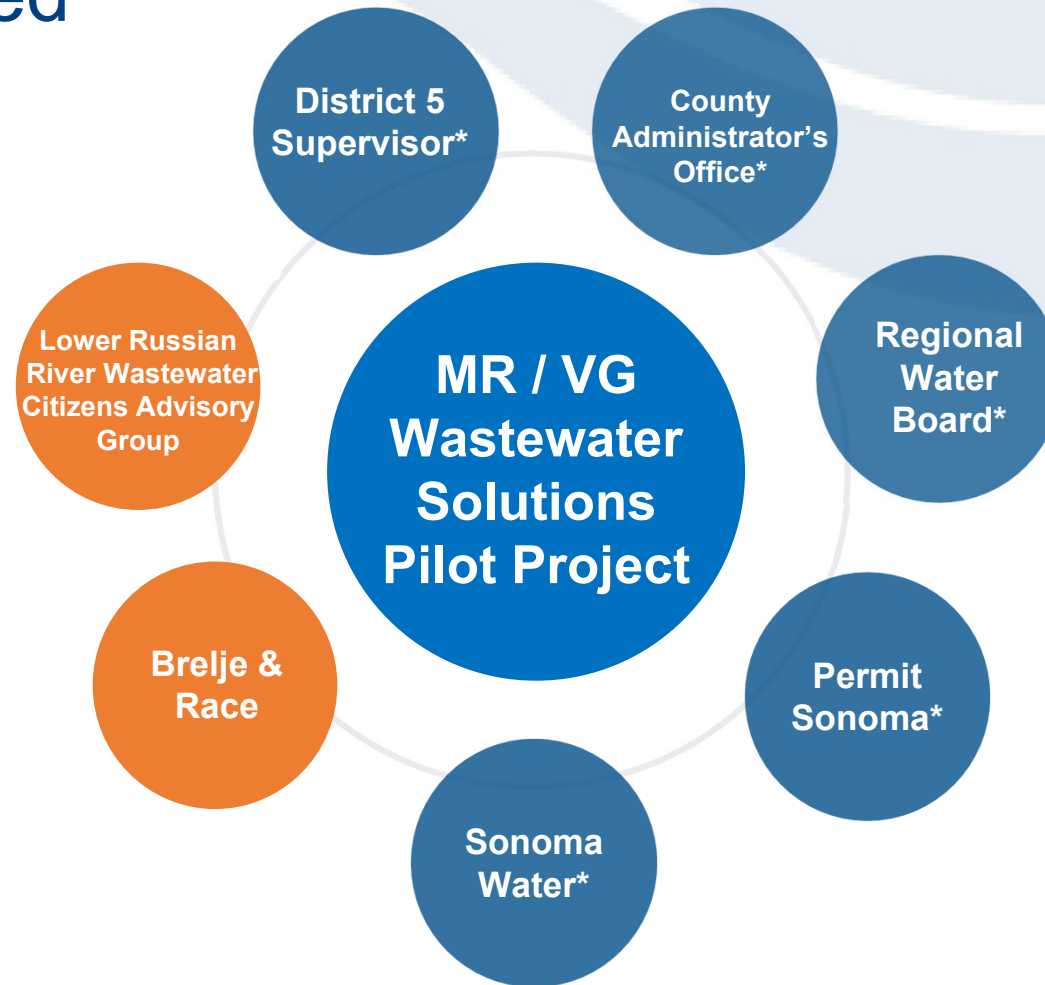 ed
District 5
Supervisor*
County
Administrator's
Office*
Lower Russian
River Wastewater
Citizens Advisory
Group
MR / VG
Wastewater
Solutions
Pilot Project
Regional
Water
Board*
Brelje &
Race
Permit
Sonoma*
Sonoma
Water*